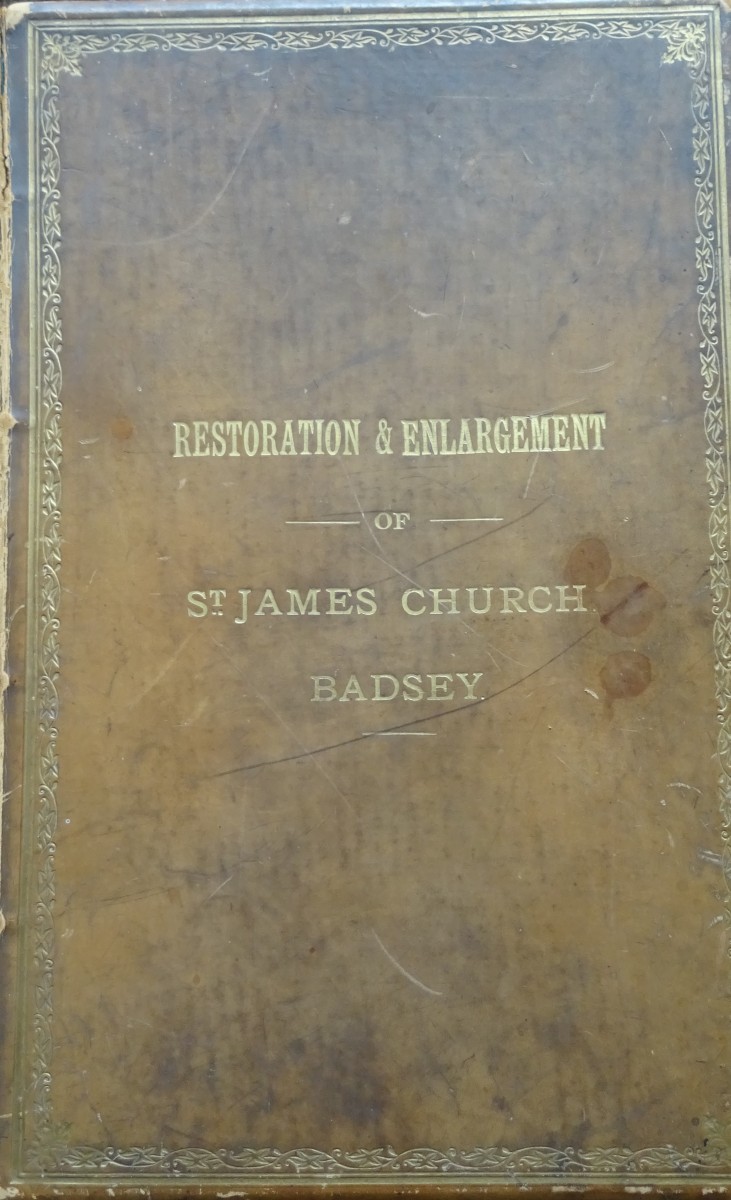 RESTORATION & ENLARGEMENT
OF
ST. JAMES CHURCH.
BADSEY.